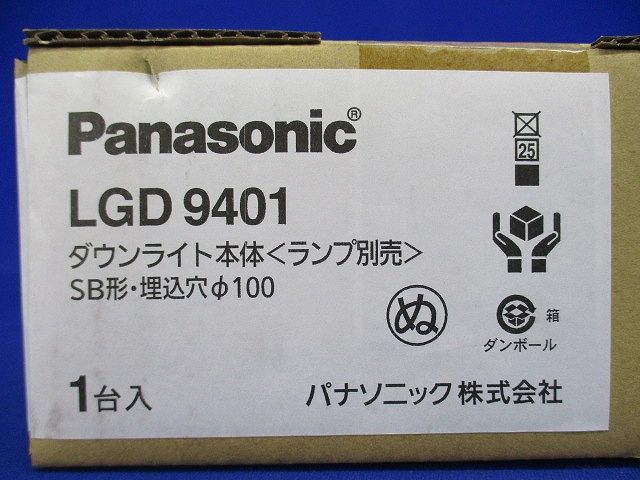 Panasonic®
LGD 9401
ダウンライト本体<ランプ別売>
SB形・埋込穴φ100
1台入
25
ぬ
箱
ダンボール
パナソニック株式会社